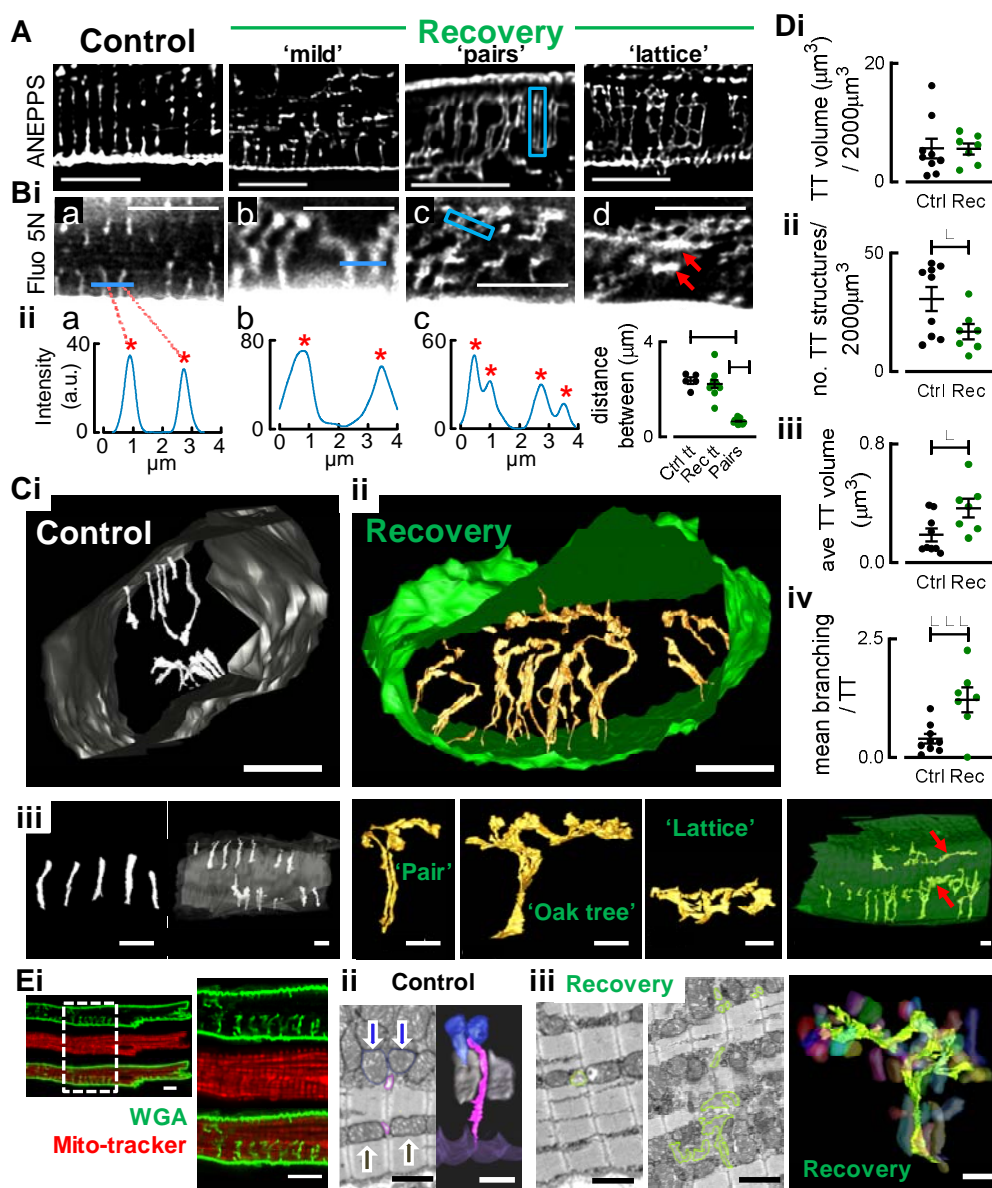 A
Control
Recovery
'mild'
'pairs'
'lattice'
ANEPPS
Bi
Fluo 5N
a
b
c
d
ii
a
b
c
Intensity
(a.u.)
40
0
80
0
60
0
* *
* *
* * * *
0 1 2 3 4
μm
0 1 2 3 4
μm
0 1 2 3 4
μm
distance
between (μm)
4
0
Ctrl tt
Rec tt
Pairs
Ci
Control
ii
Recovery
iii
'Pair'
'Oak tree'
'Lattice'
Di
TT volume (μm³)
/ 2000μm³
20
0
Ctrl Rec
ii
no. TT structures/
2000μm³
50
0
Ctrl Rec
iii
ave TT volume
(μm³)
0.8
0.0
Ctrl Rec
iv
mean branching
/ TT
2.5
0.0
Ctrl Rec
Ei
WGA
Mito-tracker
ii
Control
iii
Recovery
Recovery